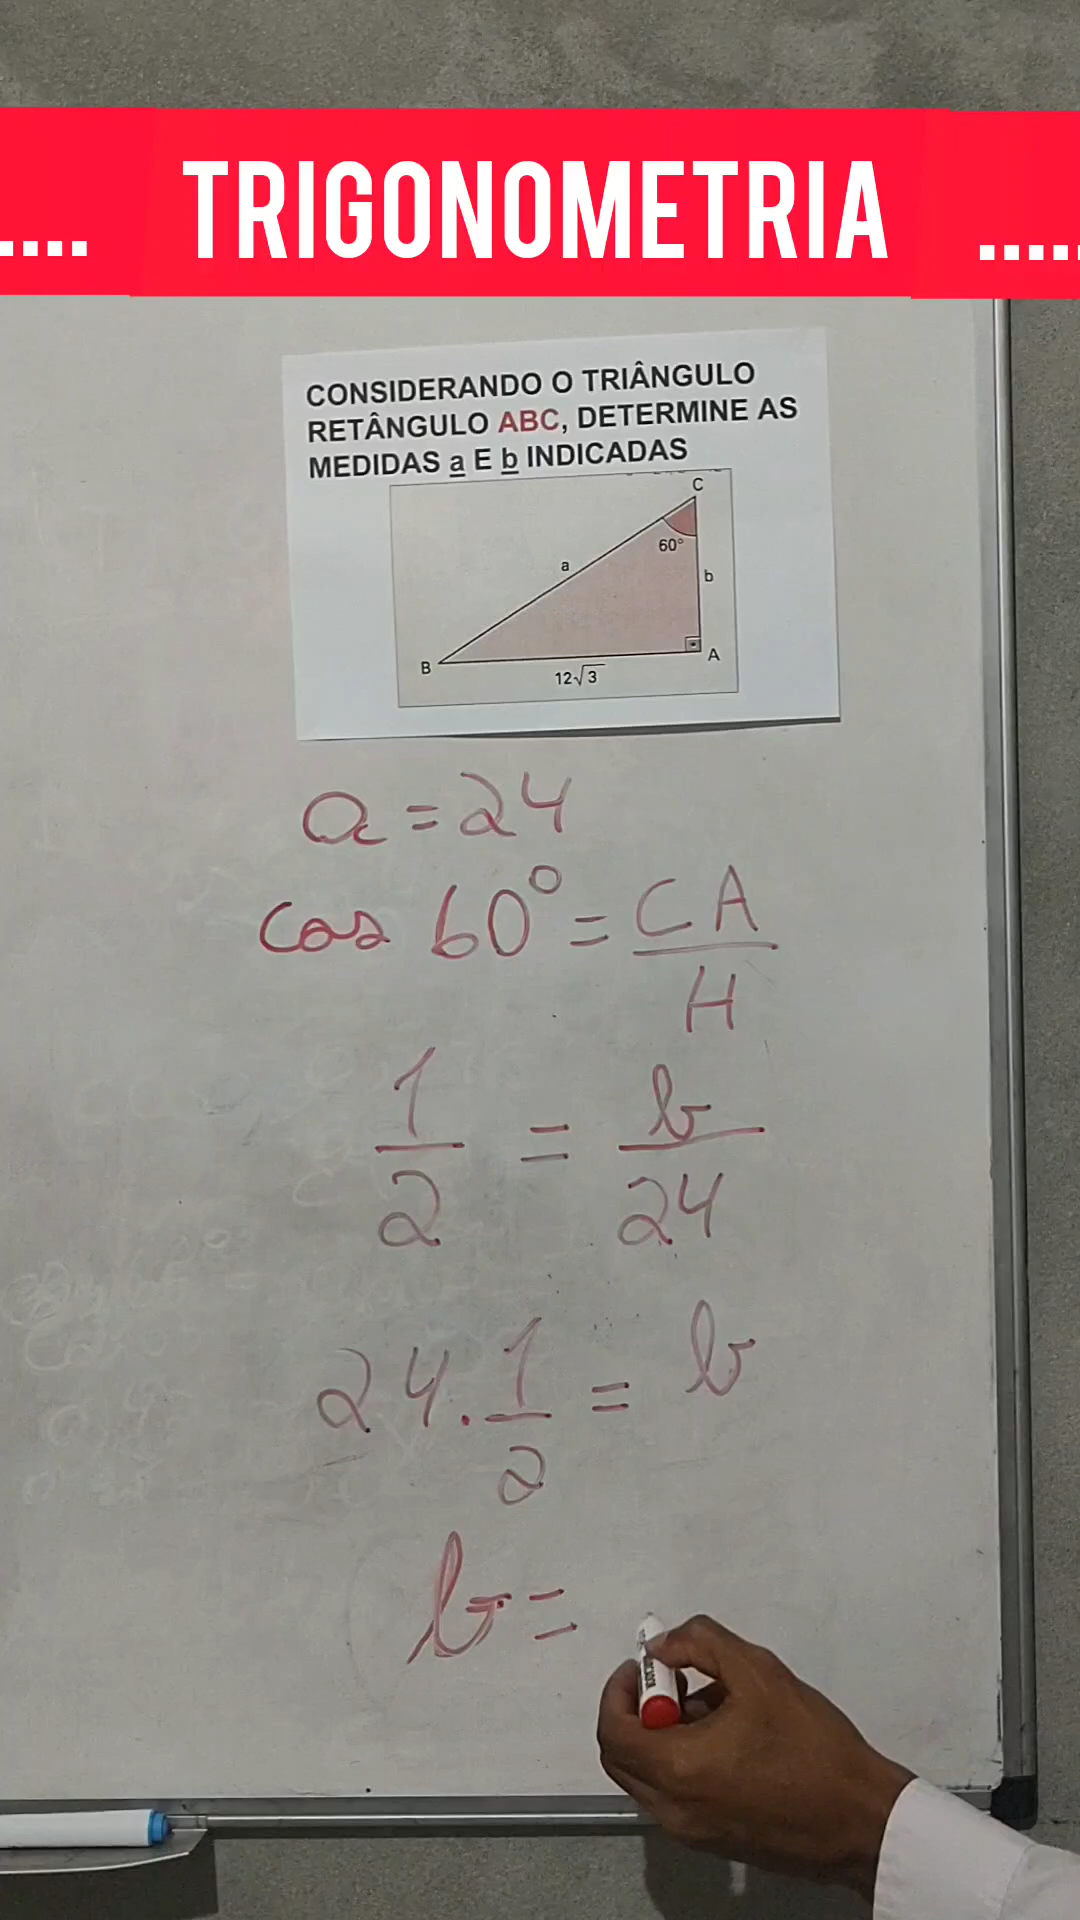 .... TRIGONOMETRIA .....
CONSIDERANDO O TRIÂNGULO
RETÂNGULO ABC, DETERMINE AS
MEDIDAS a E b INDICADAS
C
60°
a
b
B
A
12√3
a = 24
cos 60° = CA/H
1/2 = b/24
24 . 1/2 = b
b =